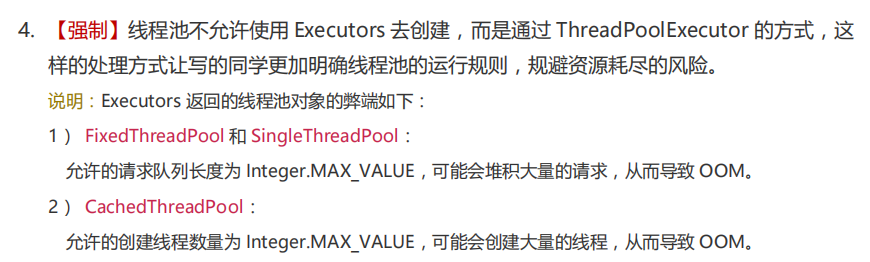 4. 【强制】线程池不允许使用 Executors 去创建，而是通过 ThreadPoolExecutor 的方式，这
样的处理方式让写的同学更加明确线程池的运行规则，规避资源耗尽的风险。
说明：Executors 返回的线程池对象的弊端如下：
1） FixedThreadPool 和 SingleThreadPool：
允许的请求队列长度为 Integer.MAX_VALUE，可能会堆积大量的请求，从而导致 OOM。
2） CachedThreadPool：
允许的创建线程数量为 Integer.MAX_VALUE，可能会创建大量的线程，从而导致 OOM。